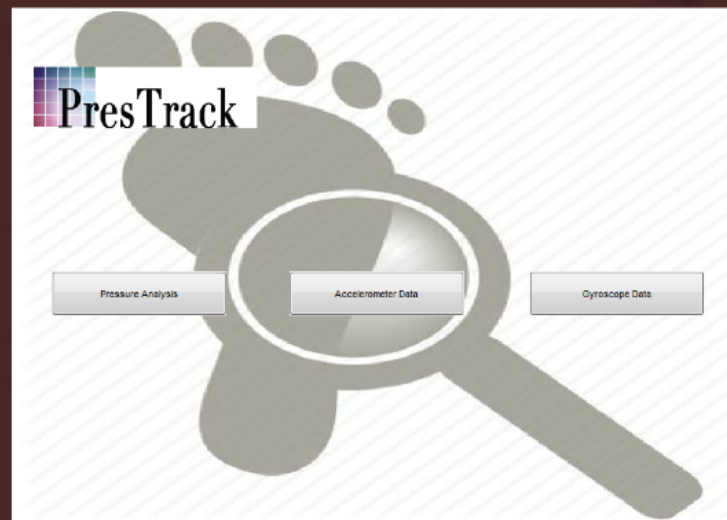 PresTrack
Pressure Analysis
Accelerometer Data
Gyroscope Data